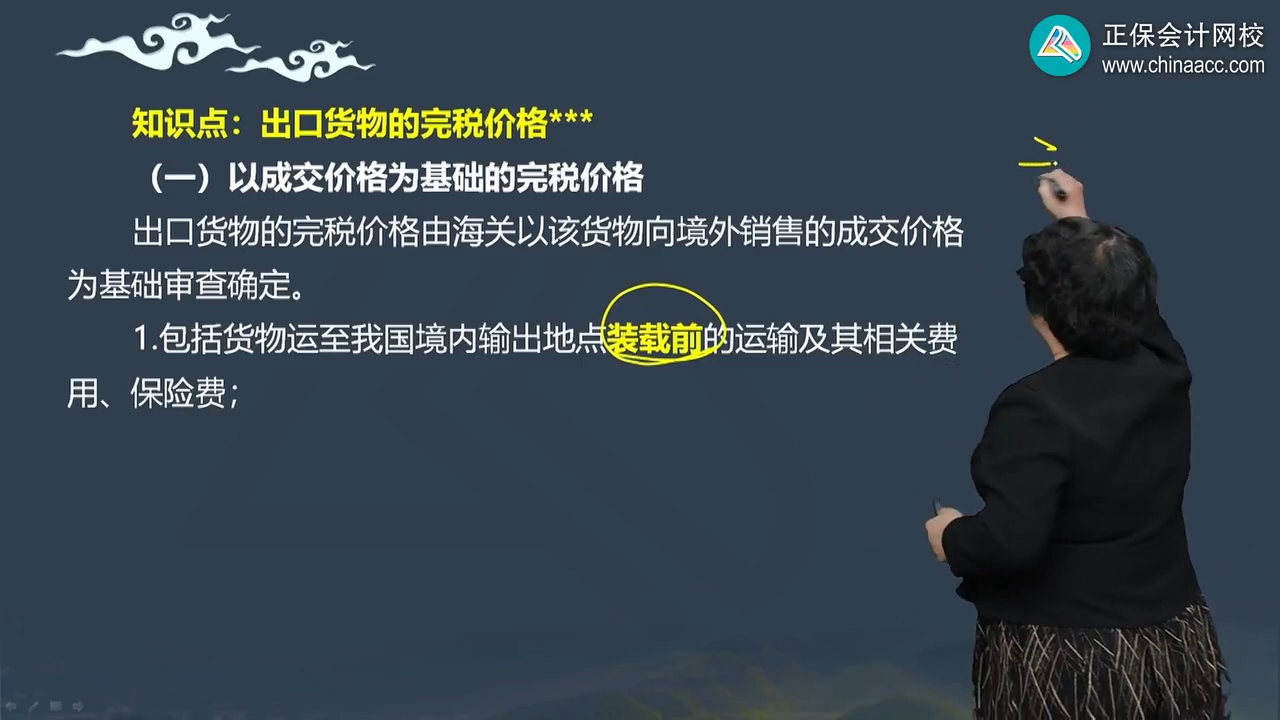 正保会计网校
www.chinaacc.com
知识点：出口货物的完税价格***
（一）以成交价格为基础的完税价格
出口货物的完税价格由海关以该货物向境外销售的成交价格
为基础审查确定。
1.包括货物运至我国境内输出地点装载前的运输及其相关费
用、保险费；